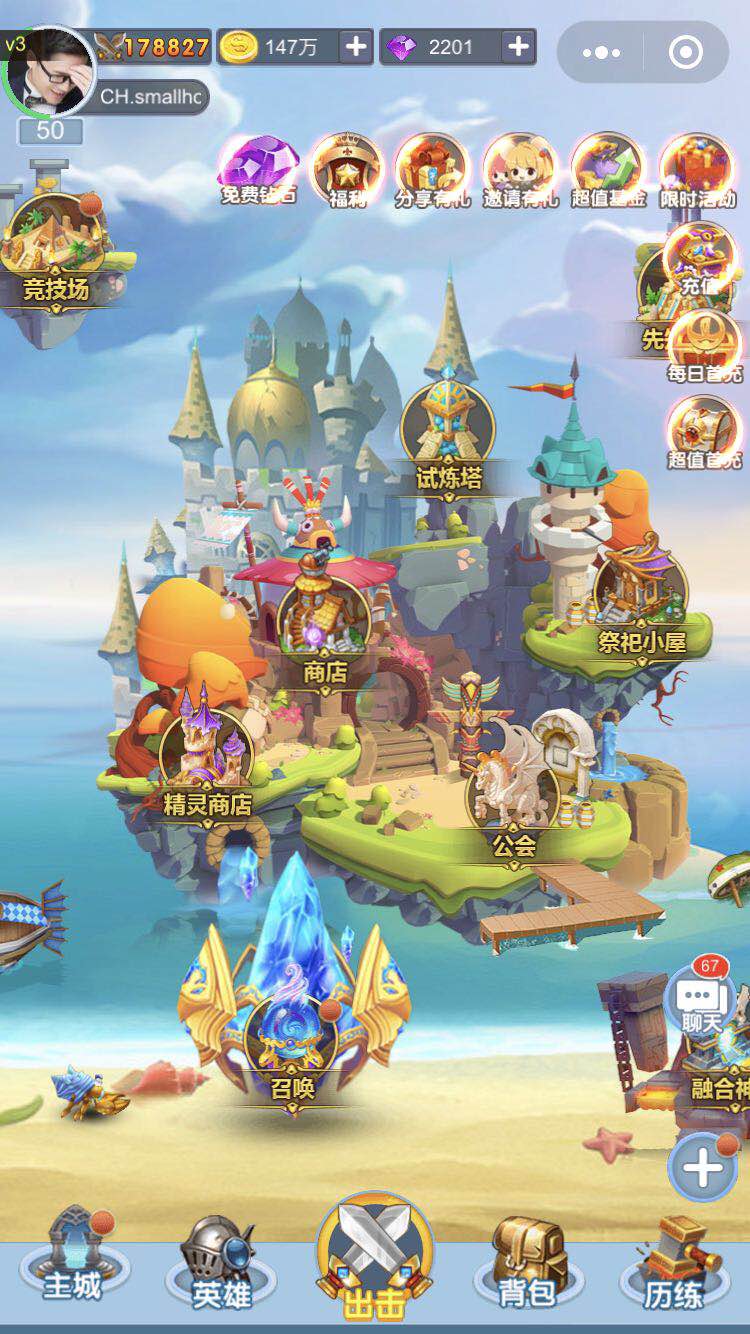 v3
178827
147万
2201
CH.smallhc
50
免费钻石
福利
分享有礼
邀请有礼
超值基金
限时活动
竞技场
充值
先知
每日首充
超值首充
试炼塔
祭祀小屋
商店
精灵商店
公会
67
聊天
召唤
融合神
主城
英雄
出击
背包
历练